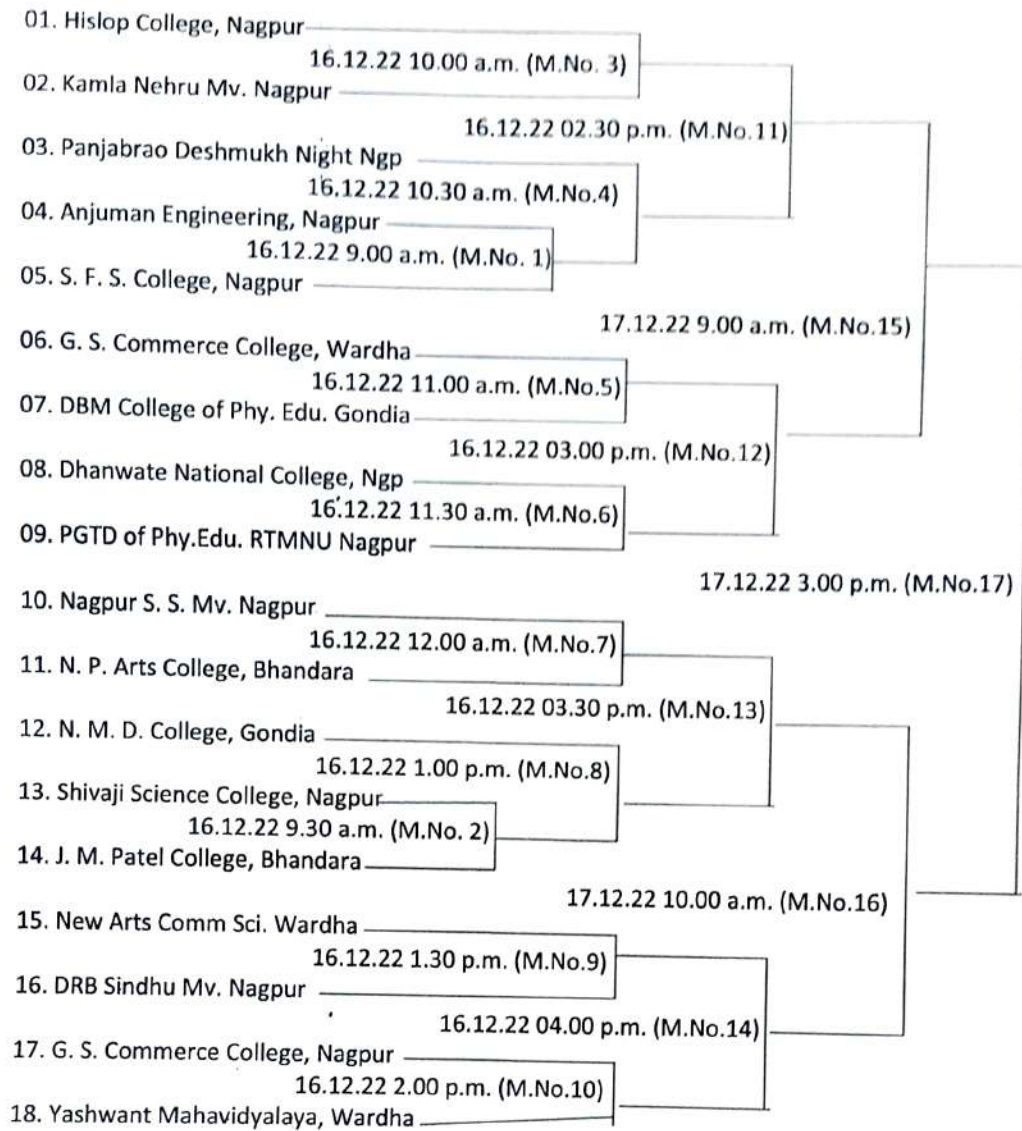 01. Hislop College, Nagpur
16.12.22 10.00 a.m. (M.No. 3)
02. Kamla Nehru Mv. Nagpur
16.12.22 02.30 p.m. (M.No.11)
03. Panjabrao Deshmukh Night Ngp
16.12.22 10.30 a.m. (M.No.4)
04. Anjuman Engineering, Nagpur
16.12.22 9.00 a.m. (M.No. 1)
05. S. F. S. College, Nagpur
17.12.22 9.00 a.m. (M.No.15)
06. G. S. Commerce College, Wardha
16.12.22 11.00 a.m. (M.No.5)
07. DBM College of Phy. Edu. Gondia
16.12.22 03.00 p.m. (M.No.12)
08. Dhanwate National College, Ngp
16.12.22 11.30 a.m. (M.No.6)
09. PGTD of Phy.Edu. RTMNU Nagpur
17.12.22 3.00 p.m. (M.No.17)
10. Nagpur S. S. Mv. Nagpur
16.12.22 12.00 a.m. (M.No.7)
11. N. P. Arts College, Bhandara
16.12.22 03.30 p.m. (M.No.13)
12. N. M. D. College, Gondia
16.12.22 1.00 p.m. (M.No.8)
13. Shivaji Science College, Nagpur
16.12.22 9.30 a.m. (M.No. 2)
14. J. M. Patel College, Bhandara
17.12.22 10.00 a.m. (M.No.16)
15. New Arts Comm Sci. Wardha
16.12.22 1.30 p.m. (M.No.9)
16. DRB Sindhu Mv. Nagpur
16.12.22 04.00 p.m. (M.No.14)
17. G. S. Commerce College, Nagpur
16.12.22 2.00 p.m. (M.No.10)
18. Yashwant Mahavidyalaya, Wardha